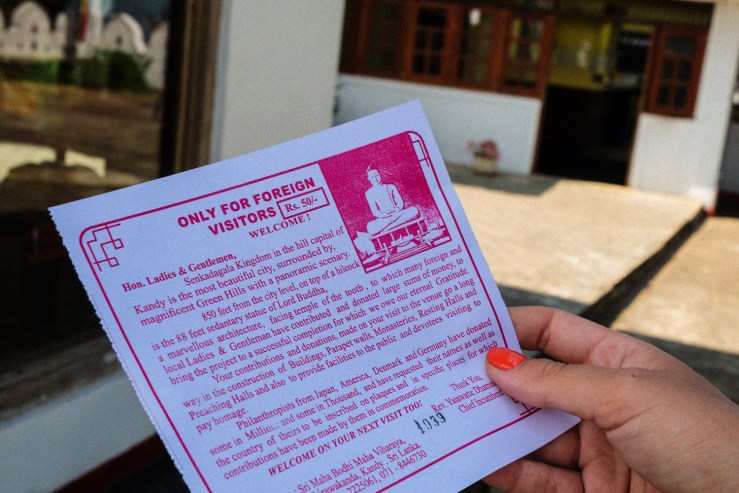 ONLY FOR FOREIGN
VISITORS Rs. 50/-
WELCOME !
Hon. Ladies & Gentlemen,
Senkadagala Kingdom in the hill capital of
Kandy is the most beautiful city, surrounded by,
magnificent Green Hills with a panoramic scenary.
850 feet from the city level, on top of a hilcock
is the 88 feet sedantary statue of Lord Buddha,
a marvellous architecture, facing temple of the tooth, to which many foreign and
local Ladies & Gentleman have contributed and donated large sums of money, to
bring the project to a successful completion for which we owe our eternal Gratitude.
Your contributions and donations, made on your visit to the venue go a long
way in the construction of Buildings, Parapet walls, Monasteries, Resting Halls and
Preaching Halls and also to provide facilities to the public and devotees visiting to
pay homage.
Philanthropists from Japan, America, Denmark and Germany have donated
some in Million, and some in Thousand, and have requested their names as well as
the country of theirs to be inscribed on plaques and in specific places for which
contributions have been made by them in commemoration.
Thank You,
WELCOME ON YOUR NEXT VISIT TOO!
Rev.
Chief
1033
Sri Maha Bodhi Maha Viharaya,
Kandy, Sri Lanka.
2225061, 071 - 8446730